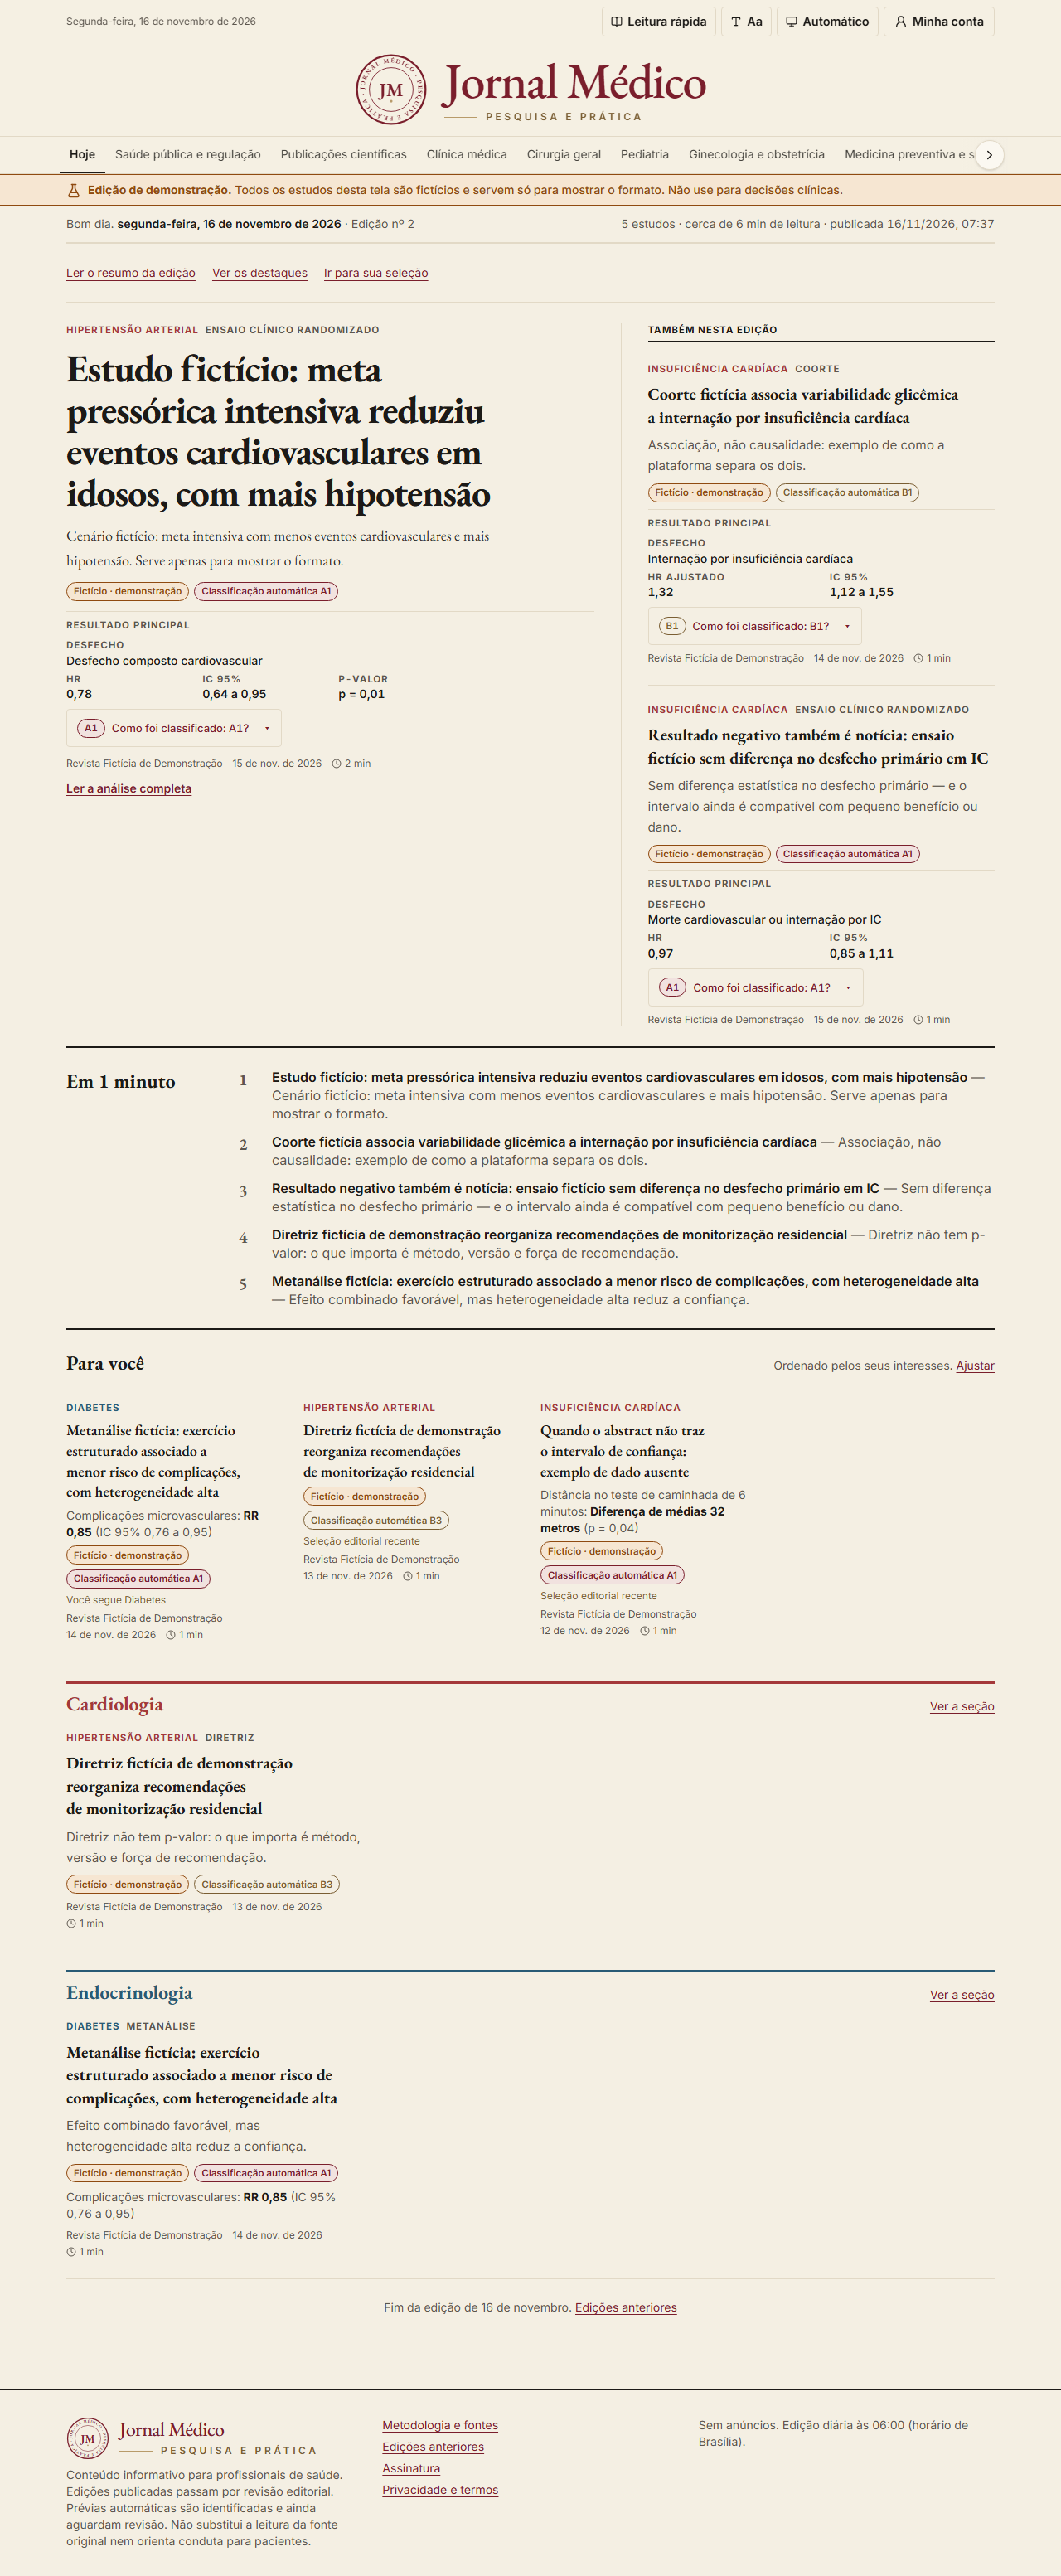 Segunda-feira, 16 de novembro de 2026
Leitura rápida
Aa
Automático
Minha conta
JORNAL MÉDICO · PESQUISA E PRÁTICA ·
JM
Jornal Médico
PESQUISA E PRÁTICA
Hoje
Saúde pública e regulação
Publicações científicas
Clínica médica
Cirurgia geral
Pediatria
Ginecologia e obstetrícia
Medicina preventiva e s
Edição de demonstração. Todos os estudos desta tela são fictícios e servem só para mostrar o formato. Não use para decisões clínicas.
Bom dia. segunda-feira, 16 de novembro de 2026 · Edição nº 2
5 estudos · cerca de 6 min de leitura · publicada 16/11/2026, 07:37
Ler o resumo da edição
Ver os destaques
Ir para sua seleção
HIPERTENSÃO ARTERIAL ENSAIO CLÍNICO RANDOMIZADO
Estudo fictício: meta
pressórica intensiva reduziu
eventos cardiovasculares em
idosos, com mais hipotensão
Cenário fictício: meta intensiva com menos eventos cardiovasculares e mais
hipotensão. Serve apenas para mostrar o formato.
Fictício · demonstração
Classificação automática A1
RESULTADO PRINCIPAL
DESFECHO
Desfecho composto cardiovascular
HR IC 95% P-VALOR
0,78 0,64 a 0,95 p = 0,01
A1 Como foi classificado: A1?
Revista Fictícia de Demonstração 15 de nov. de 2026 2 min
Ler a análise completa
TAMBÉM NESTA EDIÇÃO
INSUFICIÊNCIA CARDÍACA COORTE
Coorte fictícia associa variabilidade glicêmica
a internação por insuficiência cardíaca
Associação, não causalidade: exemplo de como a
plataforma separa os dois.
Fictício · demonstração
Classificação automática B1
RESULTADO PRINCIPAL
DESFECHO
Internação por insuficiência cardíaca
HR AJUSTADO IC 95%
1,32 1,12 a 1,55
B1 Como foi classificado: B1?
Revista Fictícia de Demonstração 14 de nov. de 2026 1 min
INSUFICIÊNCIA CARDÍACA ENSAIO CLÍNICO RANDOMIZADO
Resultado negativo também é notícia: ensaio
fictício sem diferença no desfecho primário em IC
Sem diferença estatística no desfecho primário — e o
intervalo ainda é compatível com pequeno benefício ou
dano.
Fictício · demonstração
Classificação automática A1
RESULTADO PRINCIPAL
DESFECHO
Morte cardiovascular ou internação por IC
HR IC 95%
0,97 0,85 a 1,11
A1 Como foi classificado: A1?
Revista Fictícia de Demonstração 15 de nov. de 2026 1 min
Em 1 minuto
1 Estudo fictício: meta pressórica intensiva reduziu eventos cardiovasculares em idosos, com mais hipotensão —
Cenário fictício: meta intensiva com menos eventos cardiovasculares e mais hipotensão. Serve apenas para
mostrar o formato.
2 Coorte fictícia associa variabilidade glicêmica a internação por insuficiência cardíaca — Associação, não
causalidade: exemplo de como a plataforma separa os dois.
3 Resultado negativo também é notícia: ensaio fictício sem diferença no desfecho primário em IC — Sem diferença
estatística no desfecho primário — e o intervalo ainda é compatível com pequeno benefício ou dano.
4 Diretriz fictícia de demonstração reorganiza recomendações de monitorização residencial — Diretriz não tem p-
valor: o que importa é método, versão e força de recomendação.
5 Metanálise fictícia: exercício estruturado associado a menor risco de complicações, com heterogeneidade alta
— Efeito combinado favorável, mas heterogeneidade alta reduz a confiança.
Para você
Ordenado pelos seus interesses. Ajustar
DIABETES
Metanálise fictícia: exercício
estruturado associado a
menor risco de complicações,
com heterogeneidade alta
Complicações microvasculares: RR
0,85 (IC 95% 0,76 a 0,95)
Fictício · demonstração
Classificação automática A1
Você segue Diabetes
Revista Fictícia de Demonstração
14 de nov. de 2026 1 min
HIPERTENSÃO ARTERIAL
Diretriz fictícia de demonstração
reorganiza recomendações
de monitorização residencial
Fictício · demonstração
Classificação automática B3
Seleção editorial recente
Revista Fictícia de Demonstração
13 de nov. de 2026 1 min
INSUFICIÊNCIA CARDÍACA
Quando o abstract não traz
o intervalo de confiança:
exemplo de dado ausente
Distância no teste de caminhada de 6
minutos: Diferença de médias 32
metros (p = 0,04)
Fictício · demonstração
Classificação automática A1
Seleção editorial recente
Revista Fictícia de Demonstração
12 de nov. de 2026 1 min
Cardiologia
Ver a seção
HIPERTENSÃO ARTERIAL DIRETRIZ
Diretriz fictícia de demonstração
reorganiza recomendações
de monitorização residencial
Diretriz não tem p-valor: o que importa é método,
versão e força de recomendação.
Fictício · demonstração
Classificação automática B3
Revista Fictícia de Demonstração 13 de nov. de 2026
1 min
Endocrinologia
Ver a seção
DIABETES METANÁLISE
Metanálise fictícia: exercício
estruturado associado a menor risco de
complicações, com heterogeneidade alta
Efeito combinado favorável, mas
heterogeneidade alta reduz a confiança.
Fictício · demonstração
Classificação automática A1
Complicações microvasculares: RR 0,85 (IC 95%
0,76 a 0,95)
Revista Fictícia de Demonstração 14 de nov. de 2026
1 min
Fim da edição de 16 de novembro. Edições anteriores
JM
Jornal Médico
PESQUISA E PRÁTICA
Conteúdo informativo para profissionais de saúde.
Edições publicadas passam por revisão editorial.
Prévias automáticas são identificadas e ainda
aguardam revisão. Não substitui a leitura da fonte
original nem orienta conduta para pacientes.
Metodologia e fontes
Edições anteriores
Assinatura
Privacidade e termos
Sem anúncios. Edição diária às 06:00 (horário de
Brasília).